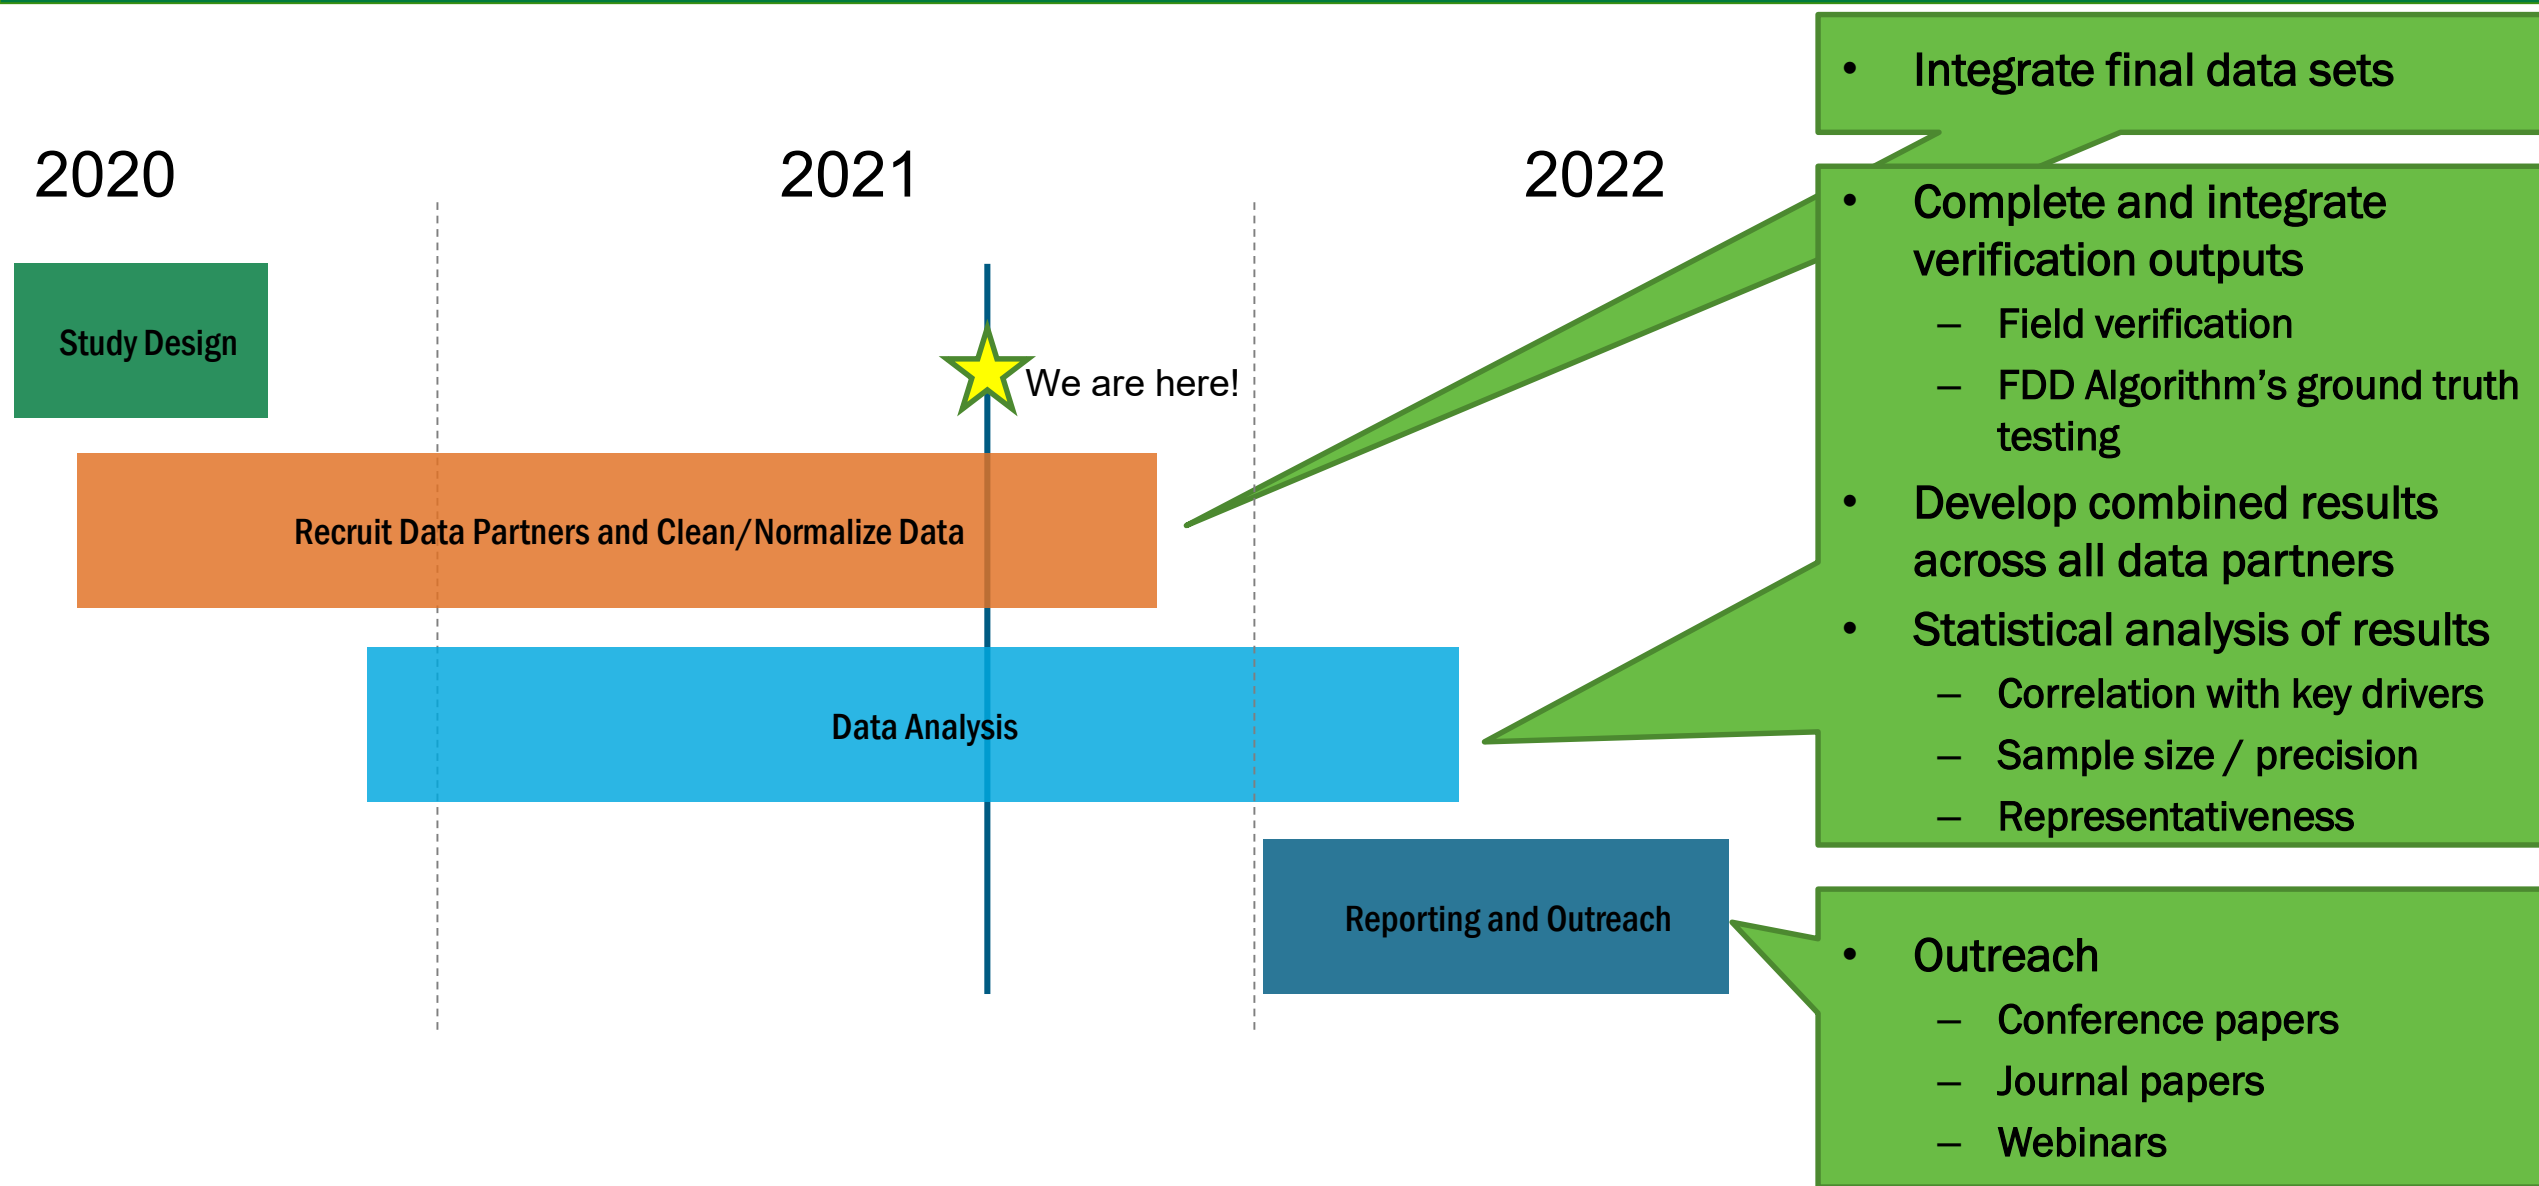 2020
2021
2022
Study Design
We are here!
Recruit Data Partners and Clean/Normalize Data
Data Analysis
Reporting and Outreach
• Integrate final data sets
• Complete and integrate
verification outputs
– Field verification
– FDD Algorithm’s ground truth
testing
• Develop combined results
across all data partners
• Statistical analysis of results
– Correlation with key drivers
– Sample size / precision
– Representativeness
• Outreach
– Conference papers
– Journal papers
– Webinars